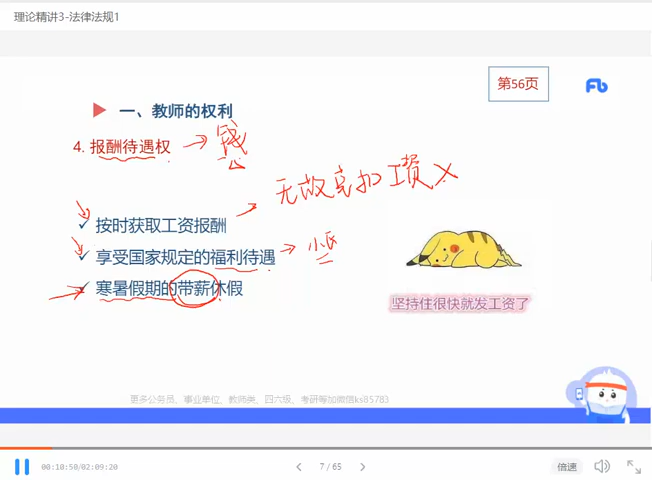 理论精讲3-法律法规1
第56页
一、教师的权利
4. 报酬待遇权
钱
无故克扣工资 ×
✓ 按时获取工资报酬
✓ 享受国家规定的福利待遇
✓ 寒暑假期的带薪休假
坚持住很快就发工资了
更多公务员、事业单位、教师类、四六级、考研等加微信ks85783
00:18:50/02:09:20
7 / 65
倍速